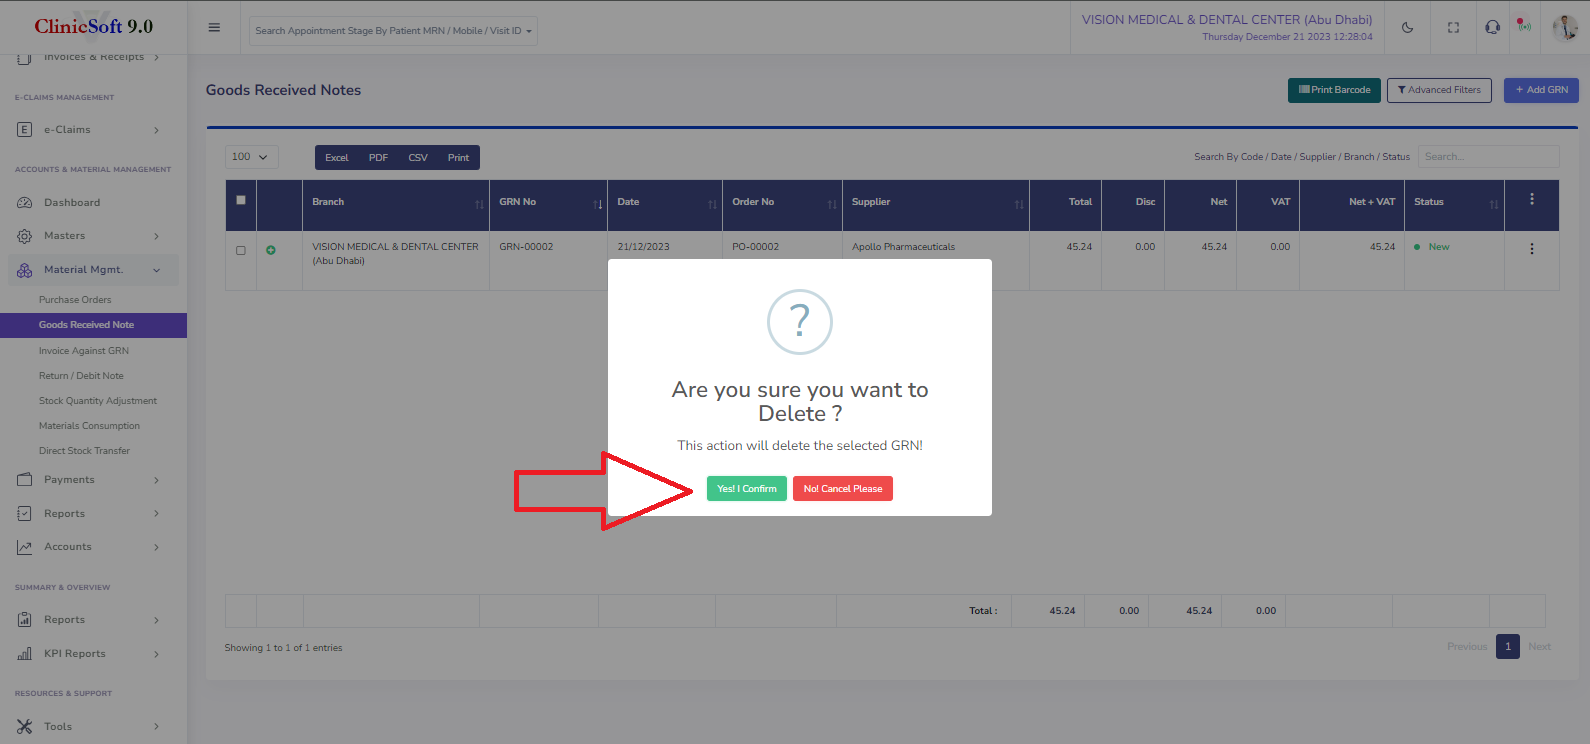 ClinicSoft 9.0
Search Appointment Stage By Patient MRN / Mobile / Visit ID
VISION MEDICAL & DENTAL CENTER (Abu Dhabi)
Thursday December 21 2023 12:28:04
Invoices & Receipts
E-CLAIMS MANAGEMENT
E e-Claims
ACCOUNTS & MATERIAL MANAGEMENT
Dashboard
Masters
Material Mgmt.
Purchase Orders
Goods Received Note
Invoice Against GRN
Return / Debit Note
Stock Quantity Adjustment
Materials Consumption
Direct Stock Transfer
Payments
Reports
Accounts
SUMMARY & OVERVIEW
Reports
KPI Reports
RESOURCES & SUPPORT
Tools
Goods Received Notes
Print Barcode Advanced Filters + Add GRN
100 Excel PDF CSV Print
Search By Code / Date / Supplier / Branch / Status Search...
Branch GRN No Date Order No Supplier Total Disc Net VAT Net + VAT Status
VISION MEDICAL & DENTAL CENTER GRN-00002 21/12/2023 PO-00002 Apollo Pharmaceuticals 45.24 0.00 45.24 0.00 45.24 New
(Abu Dhabi)
?
Are you sure you want to
Delete ?
This action will delete the selected GRN!
Yes! I Confirm No! Cancel Please
Total : 45.24 0.00 45.24 0.00
Showing 1 to 1 of 1 entries
Previous 1 Next